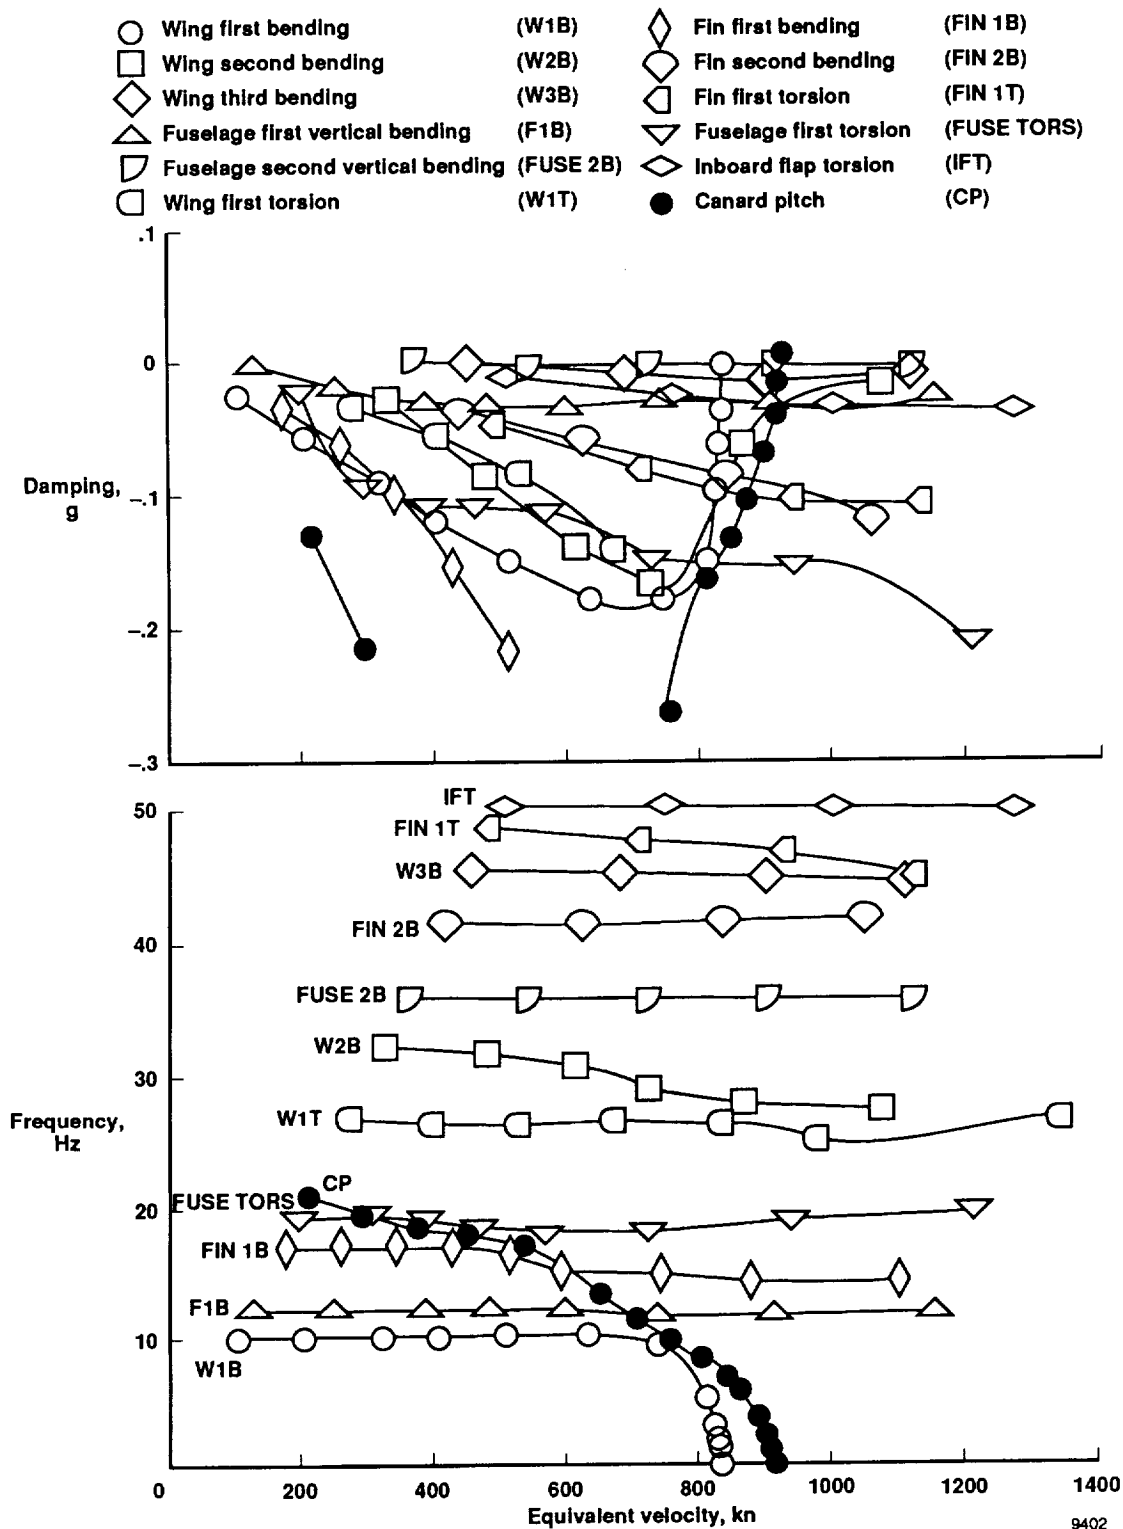 Wing first bending (W1B) Fin first bending (FIN 1B)
Wing second bending (W2B) Fin second bending (FIN 2B)
Wing third bending (W3B) Fin first torsion (FIN 1T)
Fuselage first vertical bending (F1B) Fuselage first torsion (FUSE TORS)
Fuselage second vertical bending (FUSE 2B) Inboard flap torsion (IFT)
Wing first torsion (W1T) Canard pitch (CP)
.1
0
Damping,
g
–.1
–.2
–.3
50
IFT
FIN 1T
W3B
FIN 2B
40
FUSE 2B
W2B
30
Frequency,
Hz
W1T
CP
FUSE TORS
20
FIN 1B
F1B
10
W1B
0 200 400 600 800 1000 1200 1400
Equivalent velocity, kn
9402